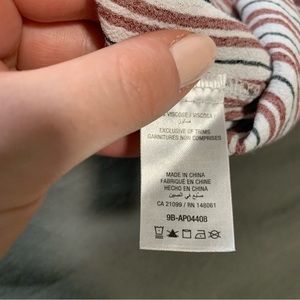 VISCOSE / VISCOSA
EXCLUSIVE OF TRIMS
GARNITURES NON COMPRISES
MADE IN CHINA
FABRIQUE EN CHINE
HECHO EN CHINA
صنع في الصين
CA 21099 / RN 148061
9B-AP04408